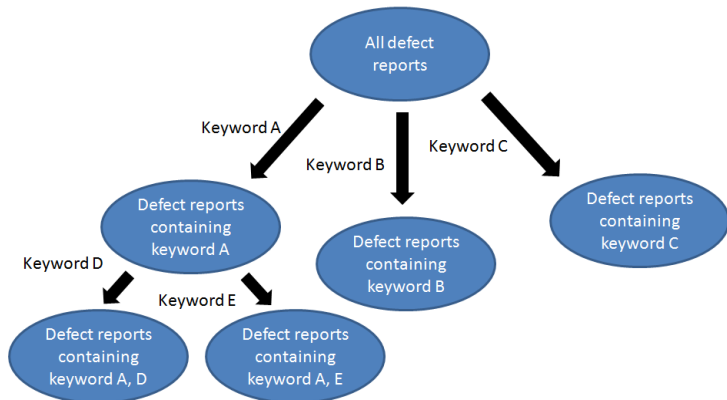 All defect
reports
Keyword A
Keyword B
Keyword C
Defect reports
containing
keyword A
Defect reports
containing
keyword B
Defect reports
containing
keyword C
Keyword D
Keyword E
Defect reports
containing
keyword A, D
Defect reports
containing
keyword A, E